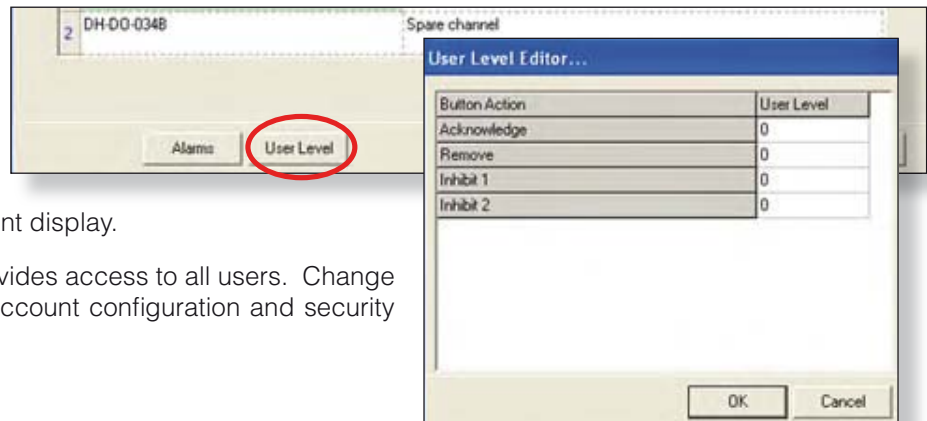 2 DH-DO-034B Spare channel
User Level Editor...
Button Action User Level
Acknowledge 0
Remove 0
Inhibit 1 0
Inhibit 2 0
Alarms User Level
nt display.
vides access to all users. Change
ccount configuration and security
OK Cancel